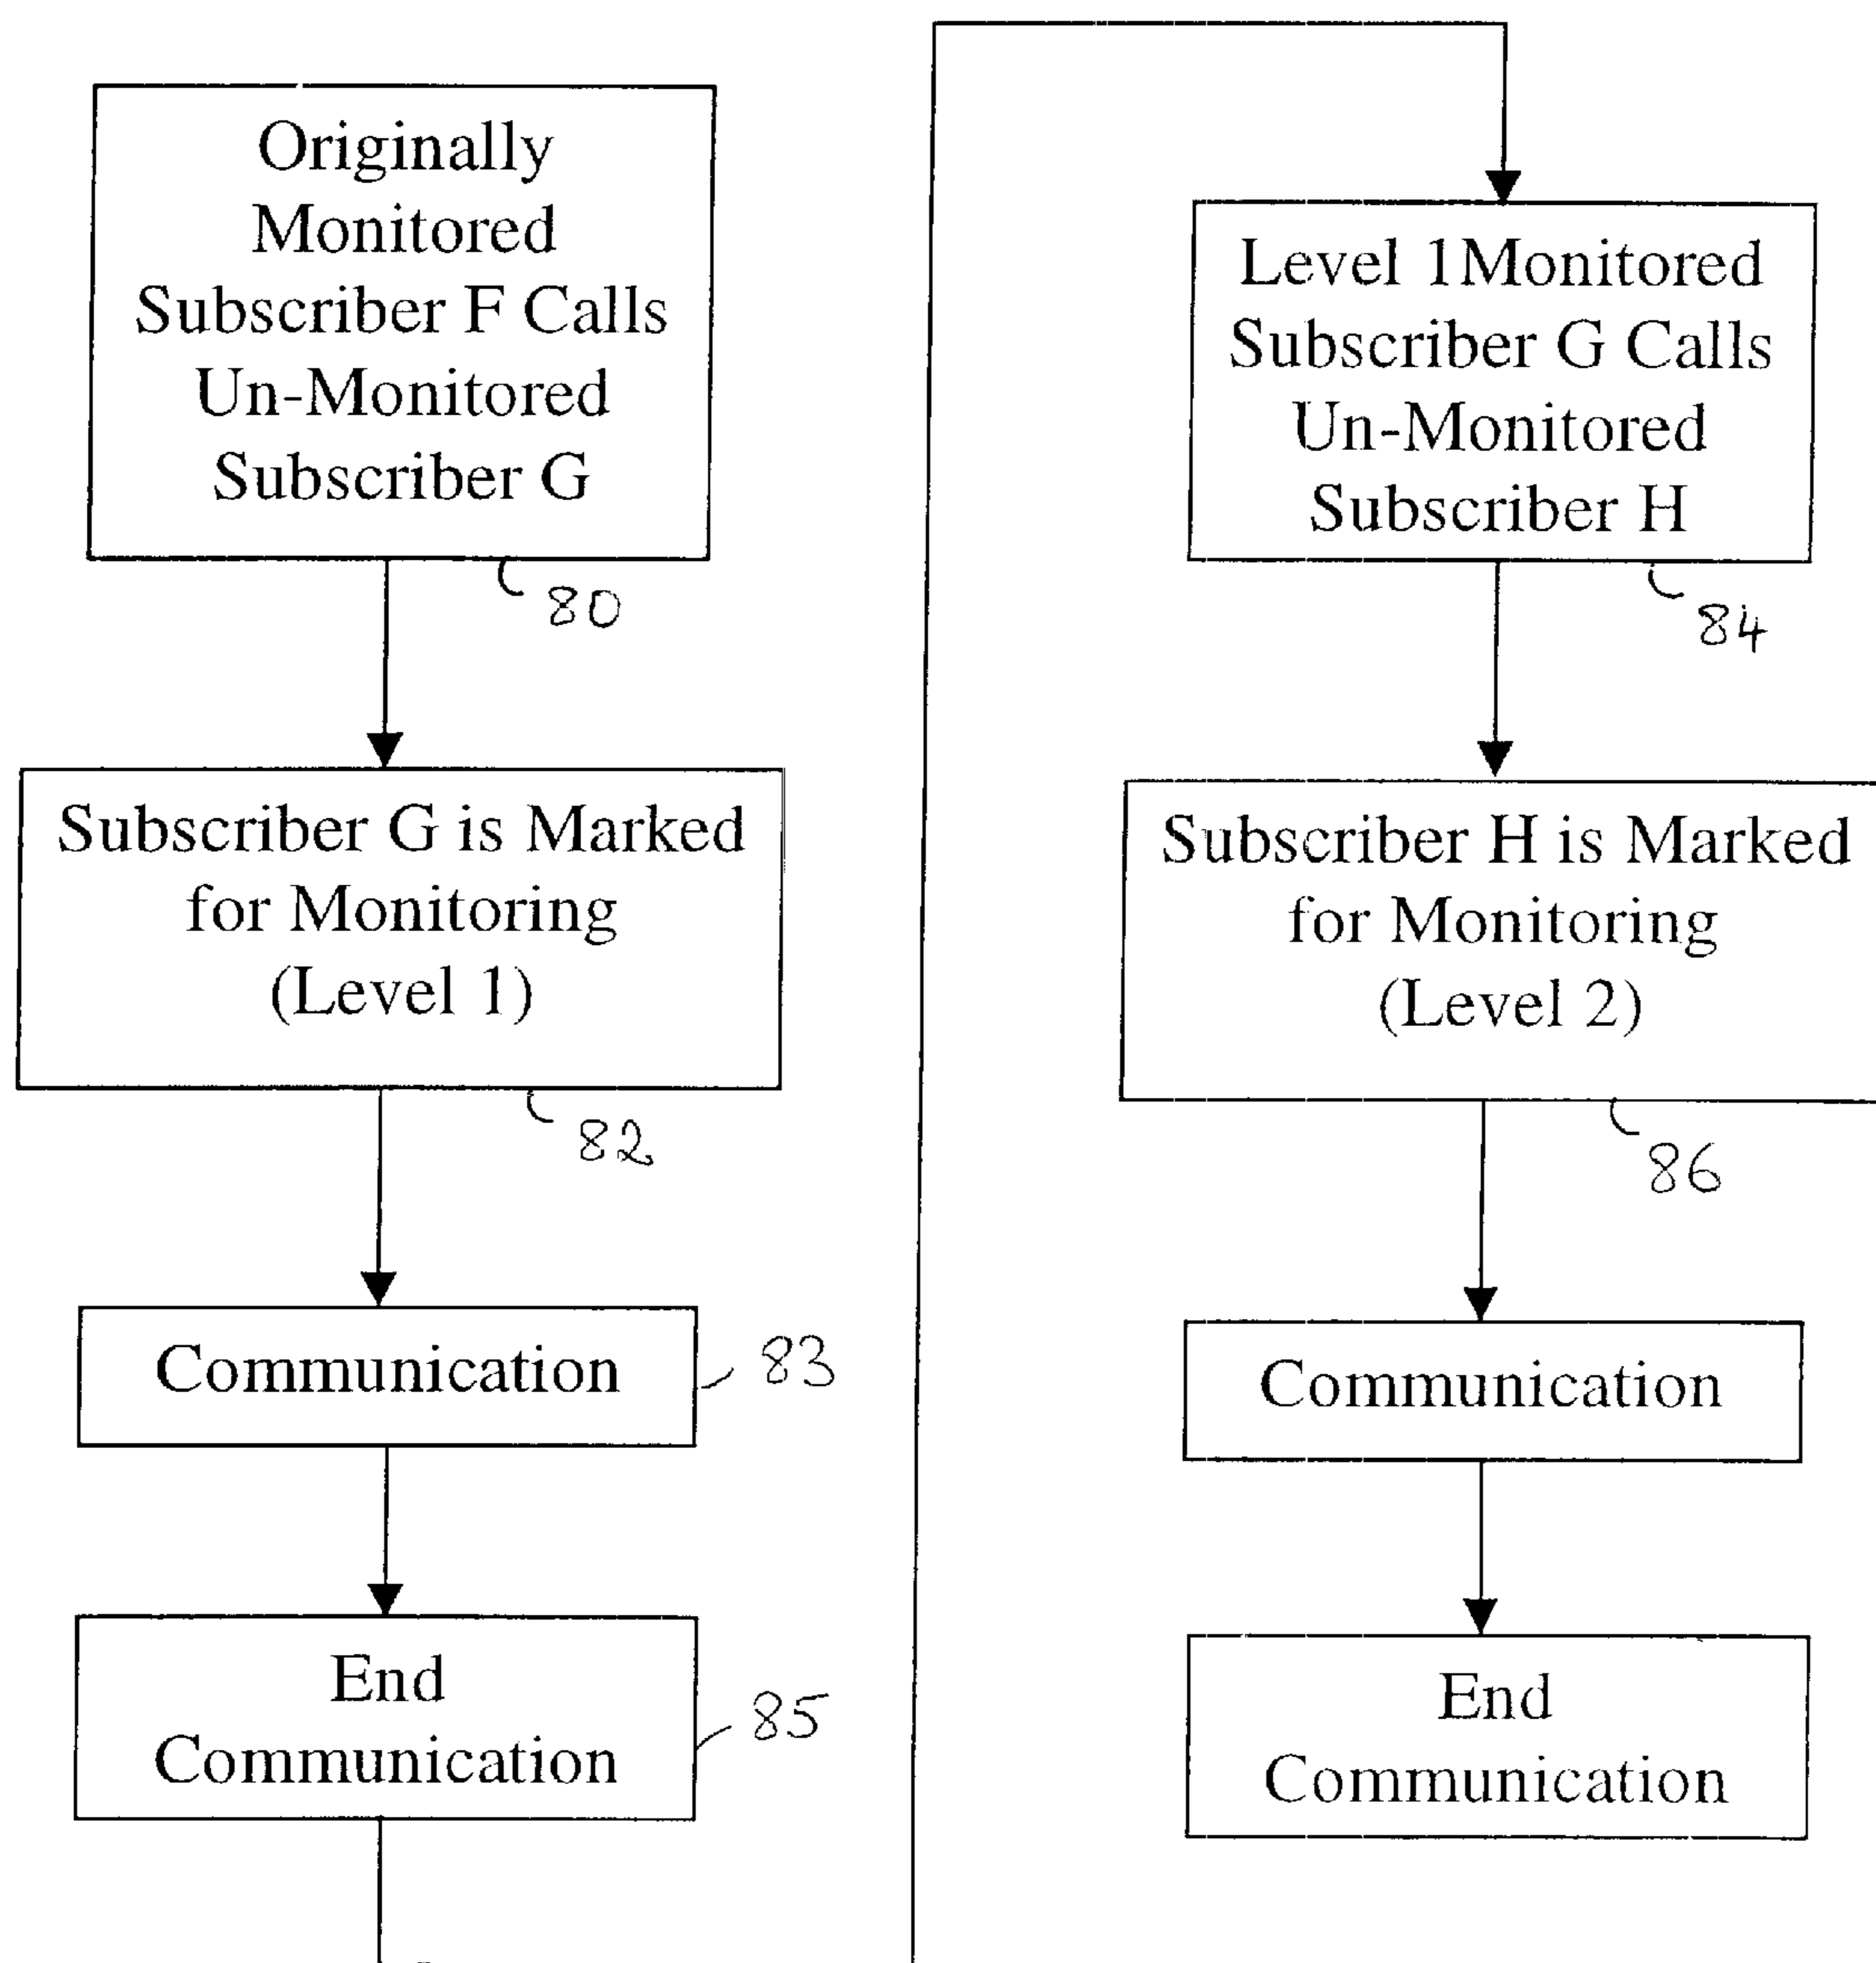 Originally
Monitored
Subscriber F Calls
Un-Monitored
Subscriber G
80
Subscriber G is Marked
for Monitoring
(Level 1)
82
Communication
83
End
Communication
85
Level 1Monitored
Subscriber G Calls
Un-Monitored
Subscriber H
84
Subscriber H is Marked
for Monitoring
(Level 2)
86
Communication
End
Communication